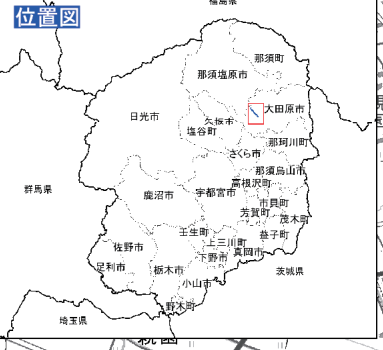 位置図
福島県
那須町
那須塩原市
大田原市
日光市
矢板市
塩谷町
那珂川町
さくら市
那須烏山市
群馬県
高根沢町
鹿沼市
宇都宮市
市貝町
芳賀町
茂木町
壬生町
益子町
上三川町
佐野市
真岡市
下野市
足利市
栃木市
茨城県
小山市
野木町
埼玉県
親園